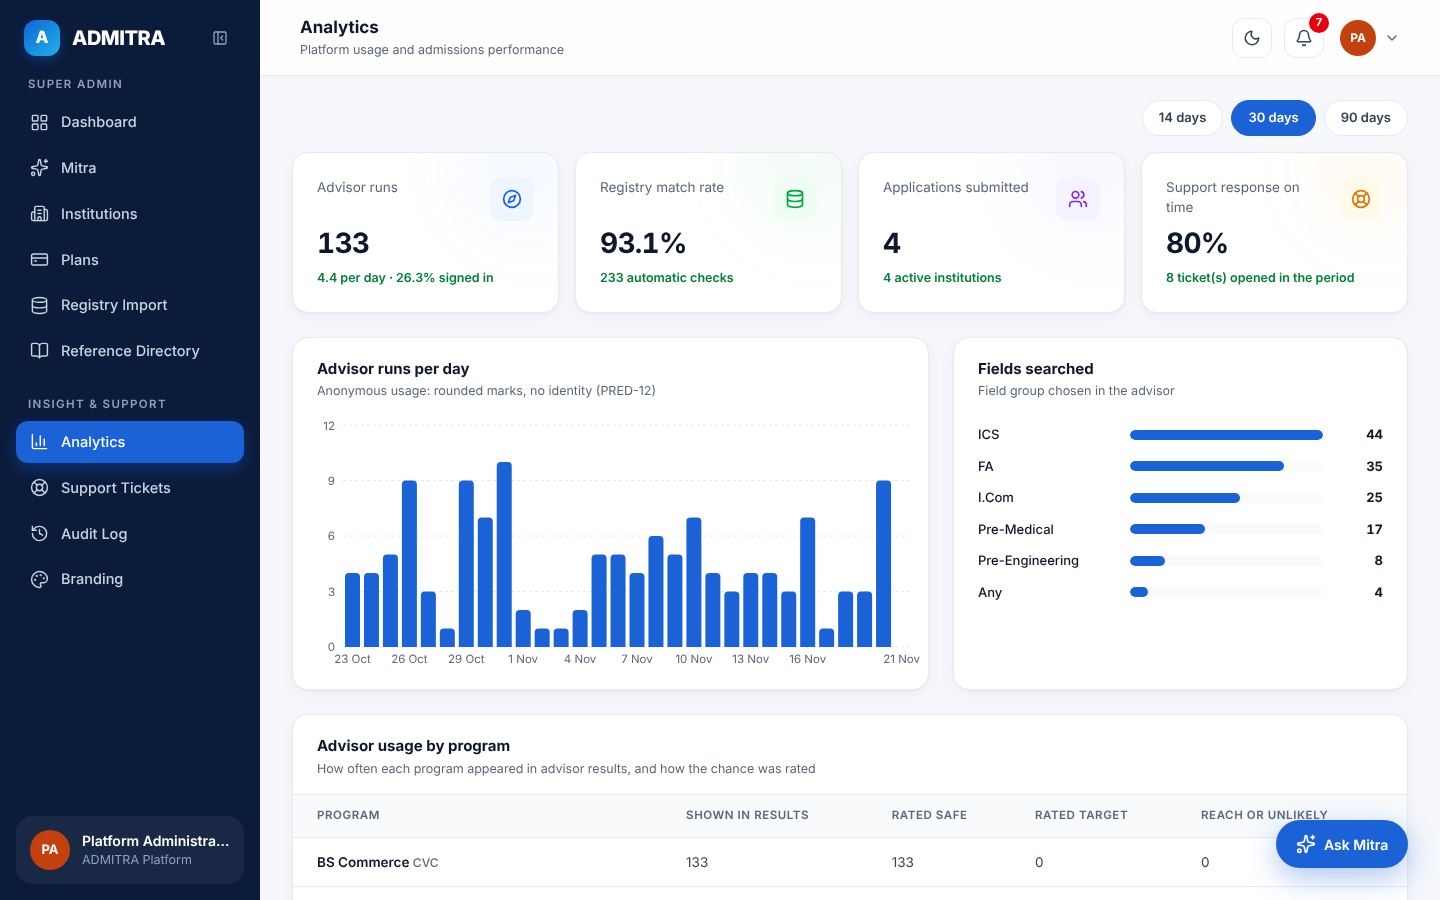 A ADMITRA
SUPER ADMIN
Dashboard
Mitra
Institutions
Plans
Registry Import
Reference Directory
INSIGHT & SUPPORT
Analytics
Support Tickets
Audit Log
Branding
PA
Platform Administra...
ADMITRA Platform
Analytics
Platform usage and admissions performance
7
PA
14 days
30 days
90 days
Advisor runs
133
4.4 per day · 26.3% signed in
Registry match rate
93.1%
233 automatic checks
Applications submitted
4
4 active institutions
Support response on
time
80%
8 ticket(s) opened in the period
Advisor runs per day
Anonymous usage: rounded marks, no identity (PRED-12)
12
9
6
3
0
23 Oct 26 Oct 29 Oct 1 Nov 4 Nov 7 Nov 10 Nov 13 Nov 16 Nov 21 Nov
Fields searched
Field group chosen in the advisor
ICS 44
FA 35
I.Com 25
Pre-Medical 17
Pre-Engineering 8
Any 4
Advisor usage by program
How often each program appeared in advisor results, and how the chance was rated
PROGRAM SHOWN IN RESULTS RATED SAFE RATED TARGET REACH OR UNLIKELY
BS Commerce CVC 133 133 0 0
Ask Mitra